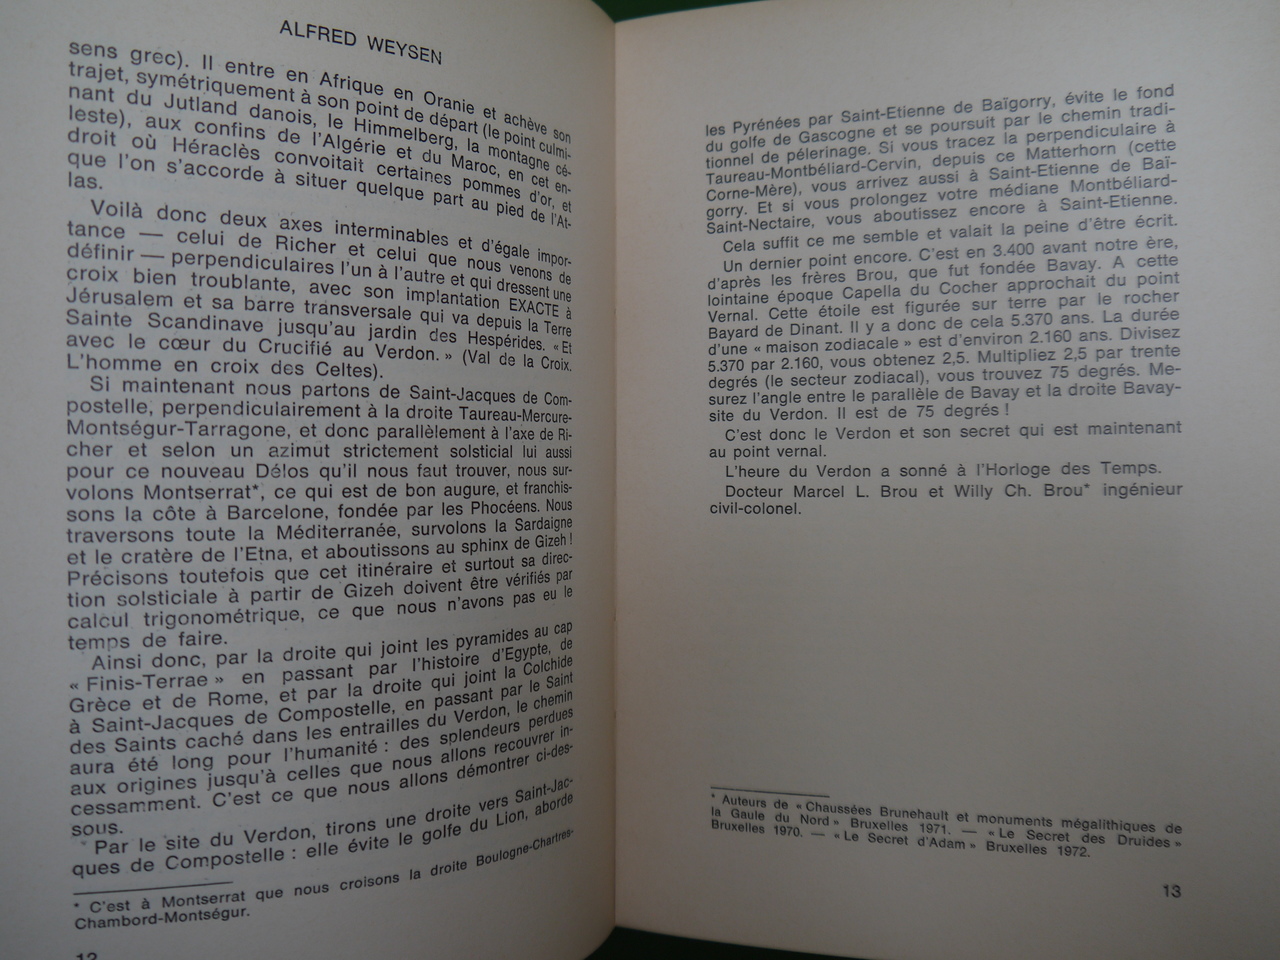 ALFRED WEYSEN
sens grec). Il entre en Afrique en Oranie et achève son
trajet, symétriquement à son point de départ (le point culmi-
nant du Jutland danois, le Himmelberg, la montagne cé-
leste), aux confins de l'Algérie et du Maroc, en cet en-
droit où Héraclès convoitait certaines pommes d'or, et
que l'on s'accorde à situer quelque part au pied de l'At-
las.
Voilà donc deux axes interminables et d'égale impor-
tance — celui de Richer et celui que nous venons de
définir — perpendiculaires l'un à l'autre et qui dressent une
croix bien troublante, avec son implantation EXACTE à
Jérusalem et sa barre transversale qui va depuis la Terre
Sainte Scandinave jusqu'au jardin des Hespérides. « Et
avec le cœur du Crucifié au Verdon. » (Val de la Croix.
L'homme en croix des Celtes).
Si maintenant nous partons de Saint-Jacques de Com-
postelle, perpendiculairement à la droite Taureau-Mercure-
Montségur-Tarragone, et donc parallèlement à l'axe de Ri-
cher et selon un azimut strictement solsticial lui aussi
pour ce nouveau Délos qu'il nous faut trouver, nous sur-
volons Montserrat*, ce qui est de bon augure, et franchis-
sons la côte à Barcelone, fondée par les Phocéens. Nous
traversons toute la Méditerranée, survolons la Sardaigne
et le cratère de l'Etna, et aboutissons au sphinx de Gizeh !
Précisons toutefois que cet itinéraire et surtout sa direc-
tion solsticiale à partir de Gizeh doivent être vérifiés par
calcul trigonométrique, ce que nous n'avons pas eu le
temps de faire.
Ainsi donc, par la droite qui joint les pyramides au cap
« Finis-Terrae » en passant par l'histoire d'Egypte, de
Grèce et de Rome, et par la droite qui joint la Colchide
à Saint-Jacques de Compostelle, en passant par le Saint
des Saints caché dans les entrailles du Verdon, le chemin
aura été long pour l'humanité : des splendeurs perdues
aux origines jusqu'à celles que nous allons recouvrer in-
cessamment. C'est ce que nous allons démontrer ci-des-
sous.
Par le site du Verdon, tirons une droite vers Saint-Jac-
ques de Compostelle : elle évite le golfe du Lion, aborde
* C'est à Montserrat que nous croisons la droite Boulogne-Chartres-
Chambord-Montségur.
12
les Pyrénées par Saint-Etienne de Baïgorry, évite le fond
du golfe de Gascogne et se poursuit par le chemin tradi-
tionnel de pélerinage. Si vous tracez la perpendiculaire à
Taureau-Montbéliard-Cervin, depuis ce Matterhorn (cette
Corne-Mère), vous arrivez aussi à Saint-Etienne de Baï-
gorry. Et si vous prolongez votre médiane Montbéliard-
Saint-Nectaire, vous aboutissez encore à Saint-Etienne.
Cela suffit ce me semble et valait la peine d'être écrit.
Un dernier point encore. C'est en 3.400 avant notre ère,
d'après les frères Brou, que fut fondée Bavay. A cette
lointaine époque Capella du Cocher approchait du point
Vernal. Cette étoile est figurée sur terre par le rocher
Bayard de Dinant. Il y a donc de cela 5.370 ans. La durée
d'une « maison zodiacale » est d'environ 2.160 ans. Divisez
5.370 par 2.160, vous obtenez 2,5. Multipliez 2,5 par trente
degrés (le secteur zodiacal), vous trouvez 75 degrés. Me-
surez l'angle entre le parallèle de Bavay et la droite Bavay-
site du Verdon. Il est de 75 degrés !
C'est donc le Verdon et son secret qui est maintenant
au point vernal.
L'heure du Verdon a sonné à l'Horloge des Temps.
Docteur Marcel L. Brou et Willy Ch. Brou* ingénieur
civil-colonel.
* Auteurs de « Chaussées Brunehault et monuments mégalithiques de
la Gaule du Nord » Bruxelles 1971. — « Le Secret des Druides »
Bruxelles 1970. — « Le Secret d'Adam » Bruxelles 1972.
13